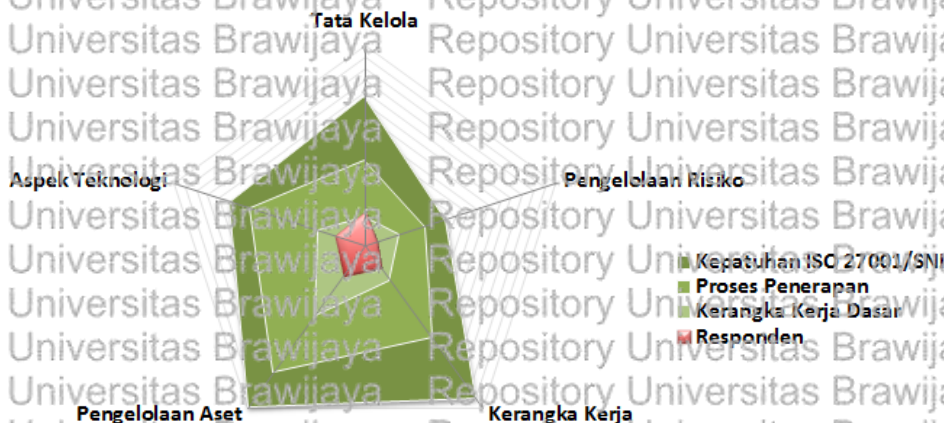 Universitas Brawijaya Repository Universitas Brawija
Tata Kelola
Universitas Brawijaya Repository Universitas Brawija
Universitas Brawijaya Repository Universitas Brawija
Universitas Brawijaya Repository Universitas Brawija
Universitas Brawijaya Repository Universitas Brawija
Aspek Teknologi
Pengelolaan Risiko
Universitas Brawijaya Repository Universitas Brawija
Universitas Brawijaya Repository Universitas Brawija
Kepatuhan ISO 27001/SNI
Proses Penerapan
Universitas Brawijaya Repository Universitas Brawija
Kerangka Kerja Dasar
Responden
Universitas Brawijaya Repository Universitas Brawija
Universitas Brawijaya Repository Universitas Brawija
Pengelolaan Aset
Kerangka Kerja